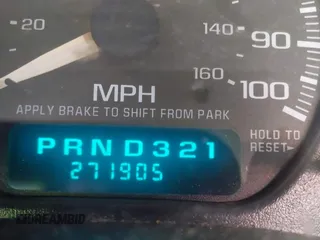 20
140
90
160
100
MPH
APPLY BRAKE TO SHIFT FROM PARK
HOLD TO
RESET
PRND321
271905